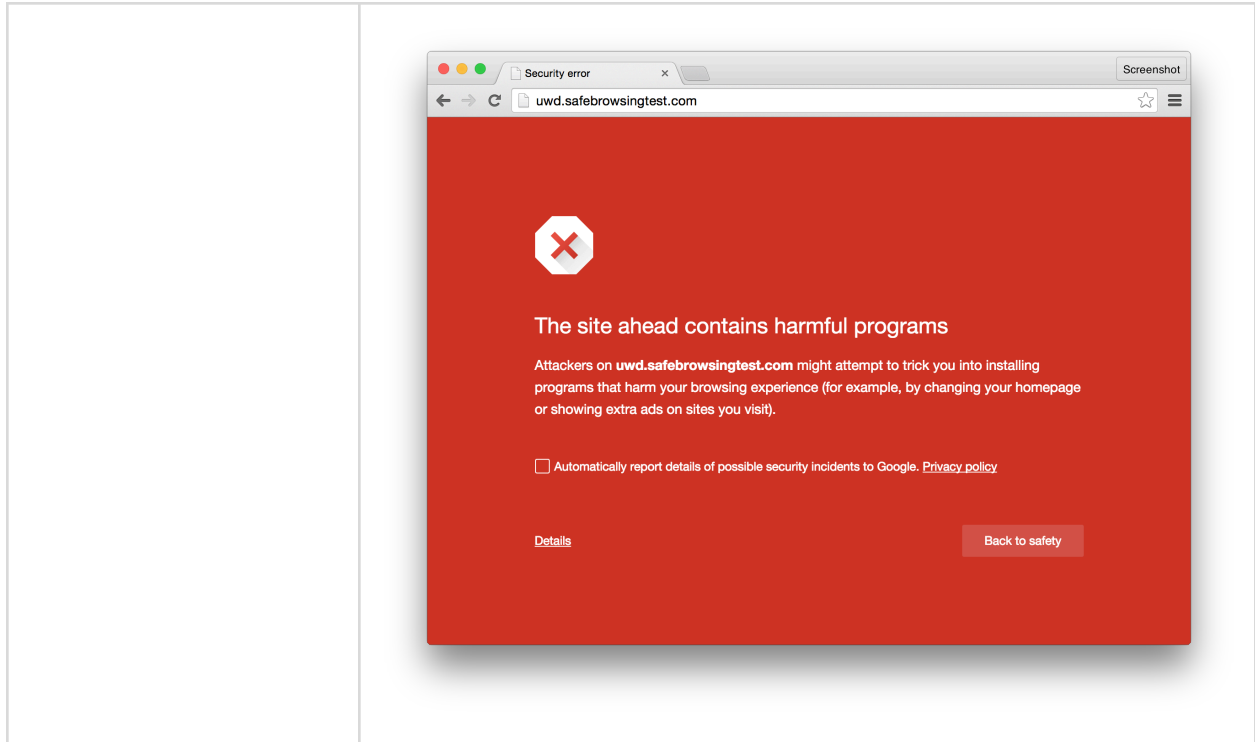 Security error
Screenshot
uwd.safebrowsingtest.com
The site ahead contains harmful programs
Attackers on uwd.safebrowsingtest.com might attempt to trick you into installing
programs that harm your browsing experience (for example, by changing your homepage
or showing extra ads on sites you visit).
Automatically report details of possible security incidents to Google. Privacy policy
Details
Back to safety